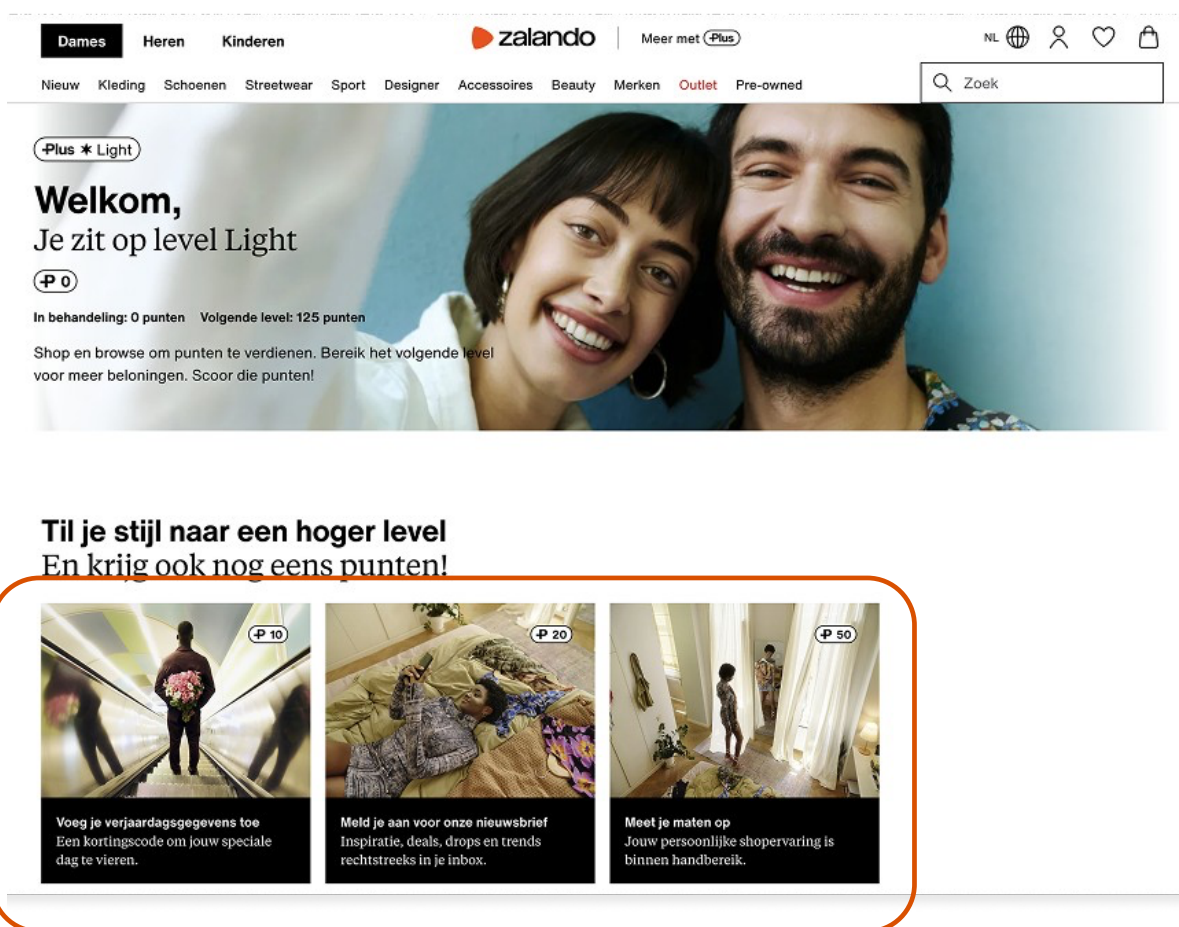 Dames Heren Kinderen zalando Meer met Plus NL
Nieuw Kleding Schoenen Streetwear Sport Designer Accessoires Beauty Merken Outlet Pre-owned Zoek
Plus ✶ Light
Welkom,
Je zit op level Light
P 0
In behandeling: 0 punten Volgende level: 125 punten
Shop en browse om punten te verdienen. Bereik het volgende level
voor meer beloningen. Scoor die punten!
Til je stijl naar een hoger level
En krijg ook nog eens punten!
P 10
Voeg je verjaardagsgegevens toe
Een kortingscode om jouw speciale
dag te vieren.
P 20
Meld je aan voor onze nieuwsbrief
Inspiratie, deals, drops en trends
rechtstreeks in je inbox.
P 50
Meet je maten op
Jouw persoonlijke shopervaring is
binnen handbereik.